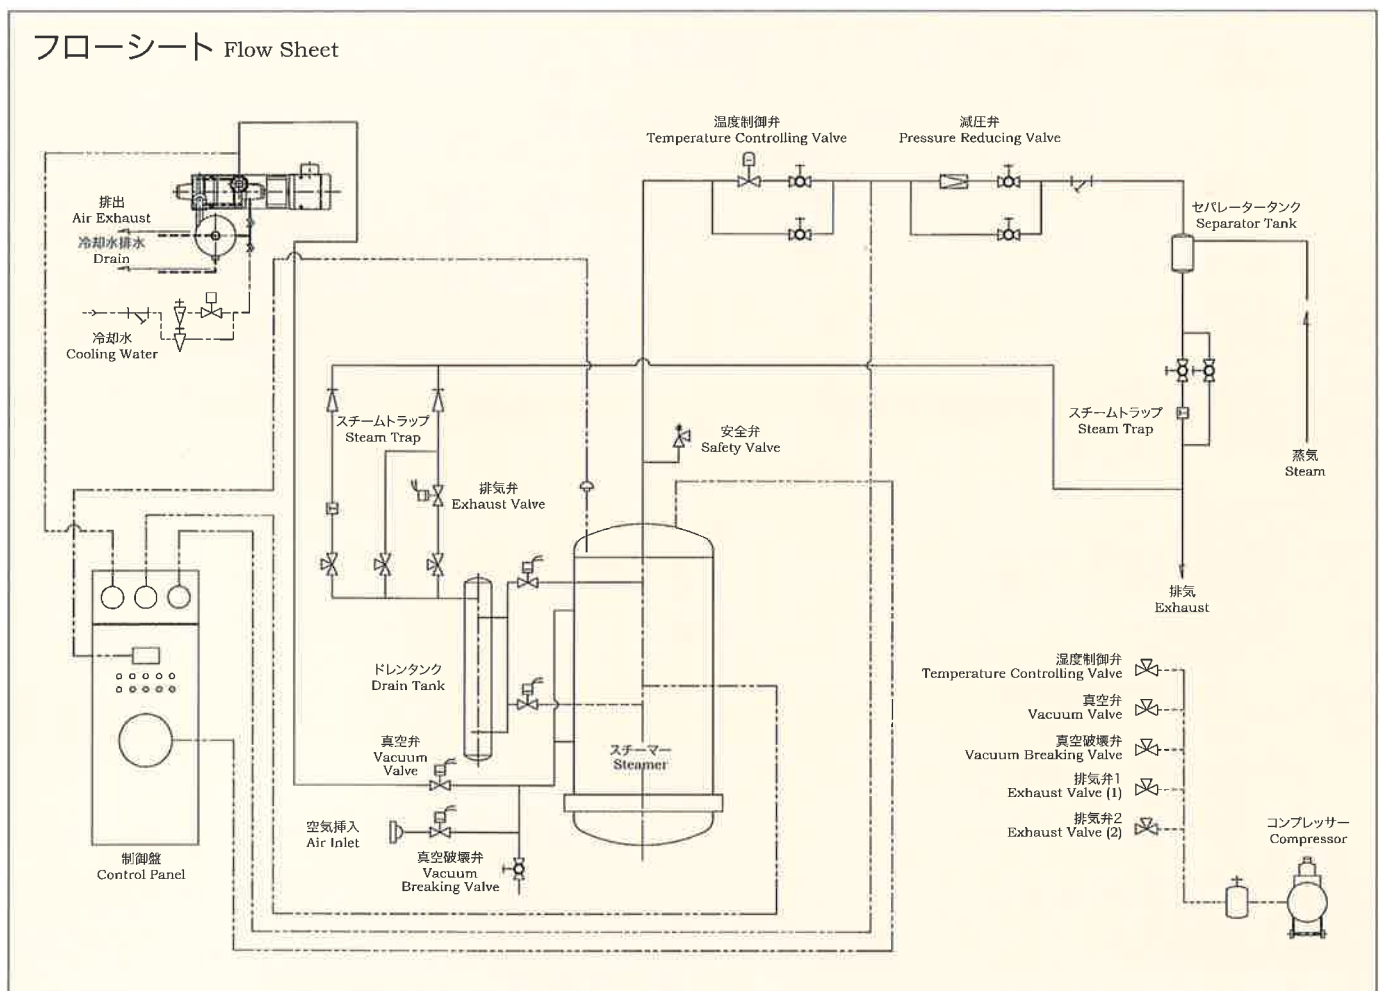 フローシート Flow Sheet
温度制御弁
Temperature Controlling Valve
減圧弁
Pressure Reducing Valve
セパレータータンク
Separator Tank
排出
Air Exhaust
冷却水排水
Drain
冷却水
Cooling Water
スチームトラップ
Steam Trap
安全弁
Safety Valve
排気弁
Exhaust Valve
スチームトラップ
Steam Trap
蒸気
Steam
排気
Exhaust
ドレンタンク
Drain Tank
真空弁
Vacuum
Valve
スチーマー
Steamer
空気挿入
Air Inlet
真空破壊弁
Vacuum
Breaking Valve
制御盤
Control Panel
湿度制御弁
Temperature Controlling Valve
真空弁
Vacuum Valve
真空破壊弁
Vacuum Breaking Valve
排気弁1
Exhaust Valve (1)
排気弁2
Exhaust Valve (2)
コンプレッサー
Compressor